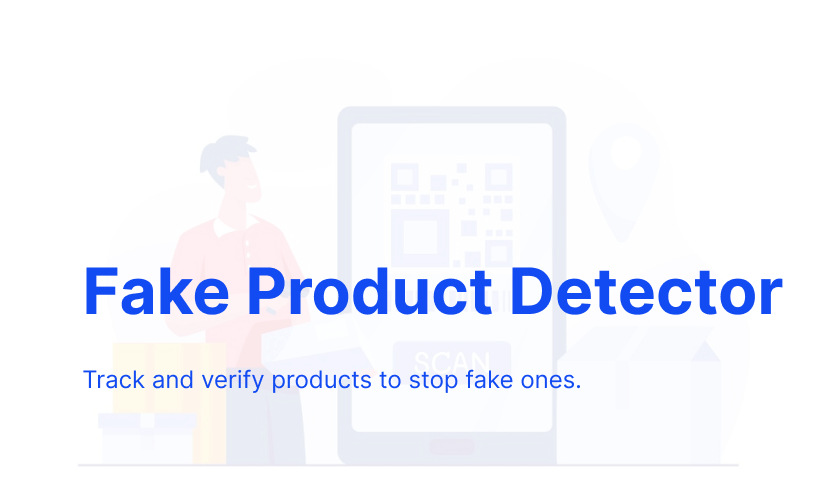 Fake Product Detector
SCAN
Track and verify products to stop fake ones.